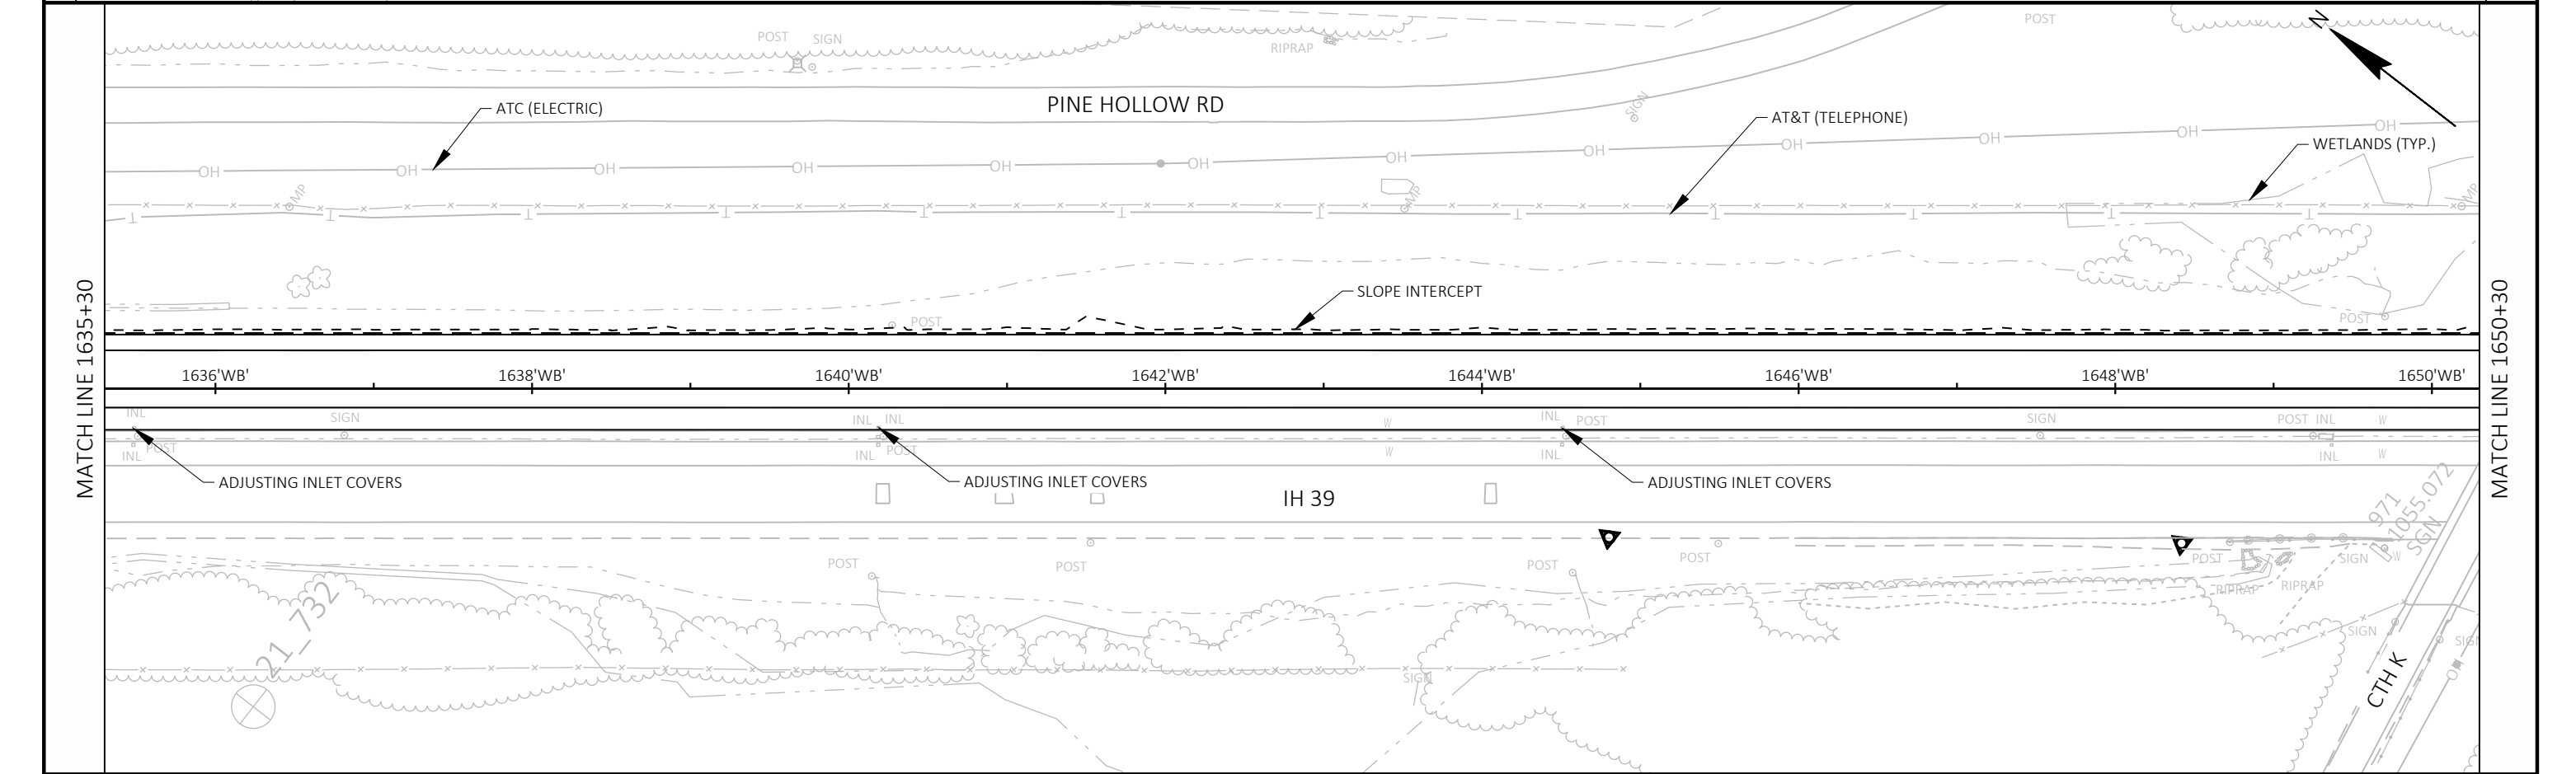 POST
SIGN
RIPRAP
POST
N
ATC (ELECTRIC)
PINE HOLLOW RD
SIGN
AT&T (TELEPHONE)
WETLANDS (TYP.)
OH OH OH OH OH OH OH OH OH OH OH OH
MP
MP
MP
SLOPE INTERCEPT
POST
POST
MATCH LINE 1635+30
MATCH LINE 1650+30
1636'WB' 1638'WB' 1640'WB' 1642'WB' 1644'WB' 1646'WB' 1648'WB' 1650'WB'
INL SIGN INL INL W INL POST SIGN POST INL W
INL POST INL POST W INL INL W
ADJUSTING INLET COVERS
ADJUSTING INLET COVERS
ADJUSTING INLET COVERS
IH 39
971
11055.072
SGN
POST POST POST POST POST SIGN W
RIPRAP RIPRAP
21_732
SIGN SIGN
SIGN
CTH K